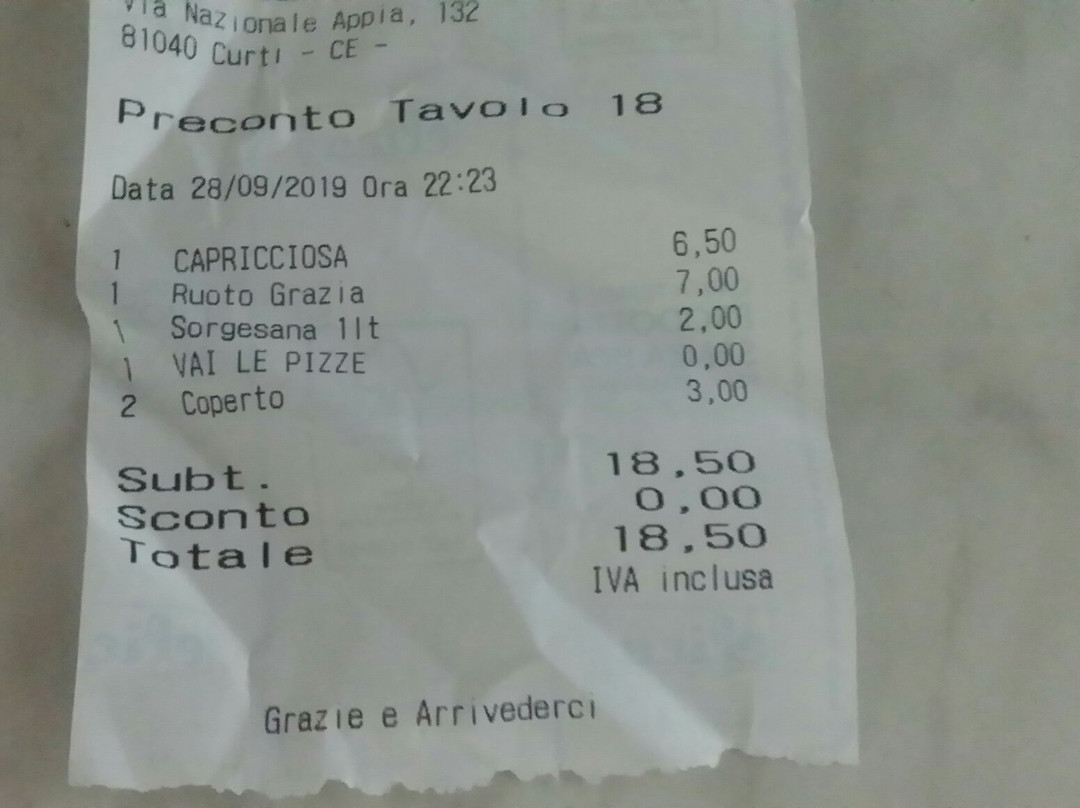 Via Nazionale Appia, 132
81040 Curti - CE -
Preconto Tavolo 18
Data 28/09/2019 Ora 22:23
1 CAPRICCIOSA 6,50
1 Ruoto Grazia 7,00
1 Sorgesana 1lt 2,00
1 VAI LE PIZZE 0,00
2 Coperto 3,00
Subt. 18,50
Sconto 0,00
Totale 18,50
IVA inclusa
Grazie e Arrivederci